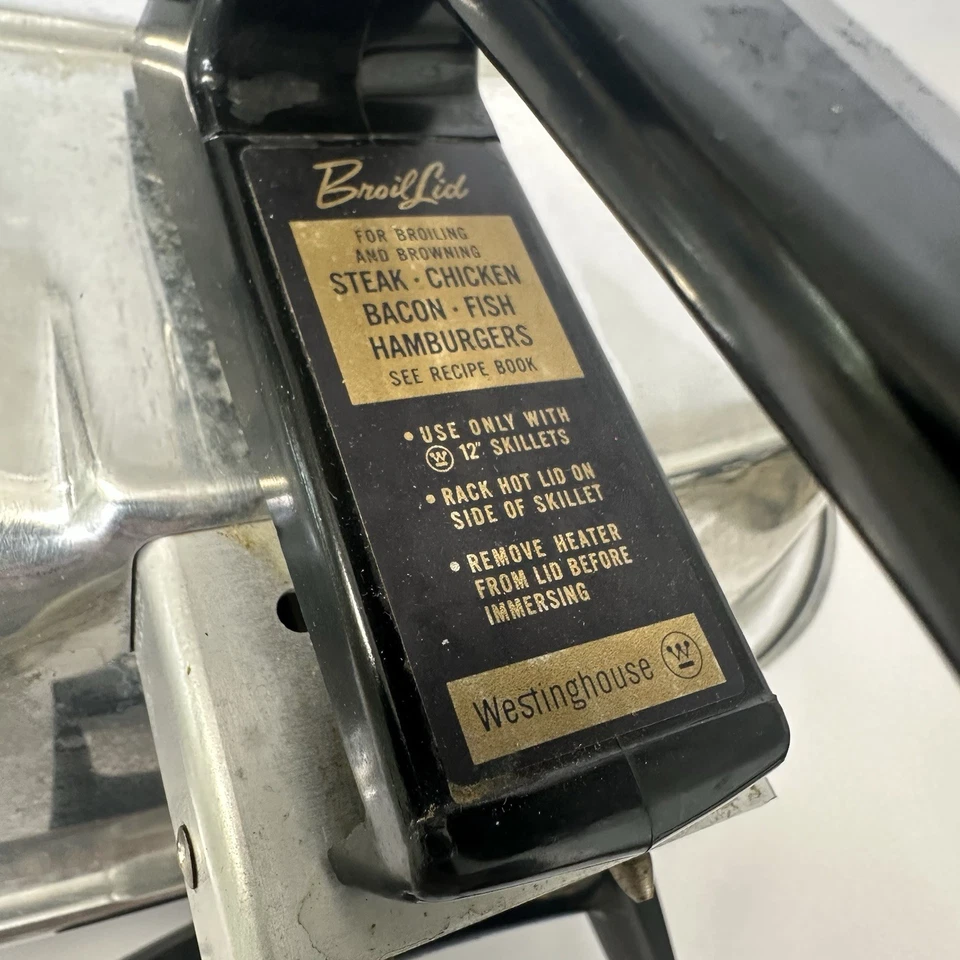 BroilLid
FOR BROILING
AND BROWNING
STEAK · CHICKEN
BACON · FISH
HAMBURGERS
SEE RECIPE BOOK
• USE ONLY WITH
W 12" SKILLETS
• RACK HOT LID ON
SIDE OF SKILLET
• REMOVE HEATER
FROM LID BEFORE
IMMERSING
Westinghouse W